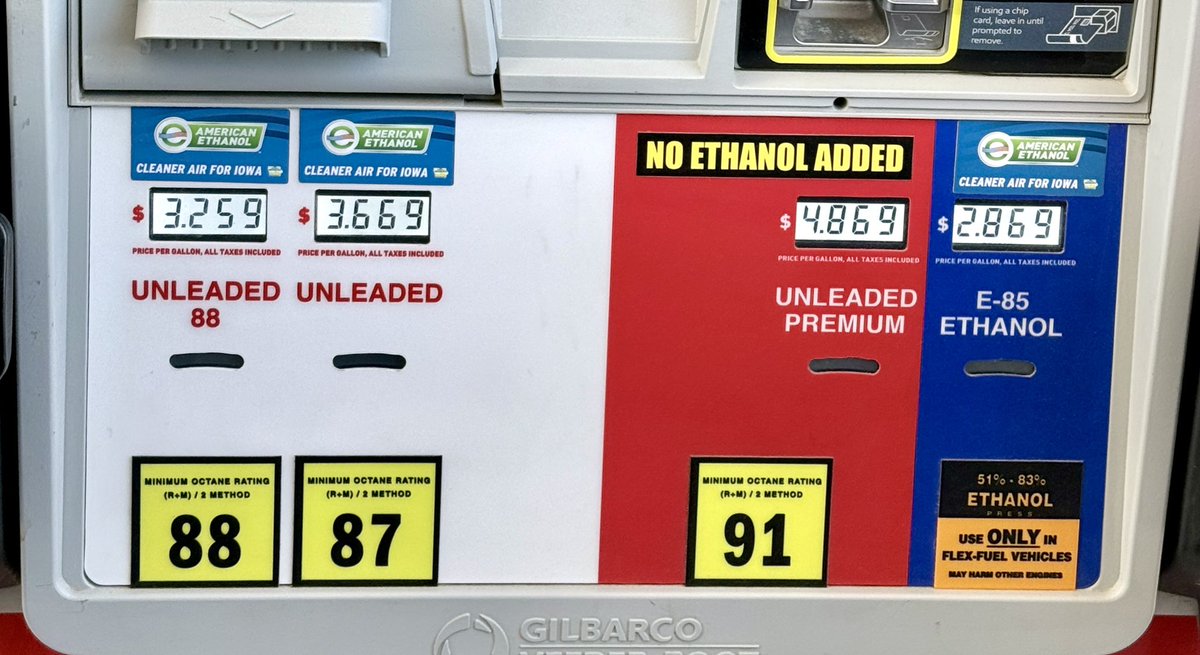 If using a chip
card, leave in until
prompted to
remove.
AMERICAN
ETHANOL
CLEANER AIR FOR IOWA
$ 3.259
PRICE PER GALLON, ALL TAXES INCLUDED
UNLEADED
88
MINIMUM OCTANE RATING
(R+M) / 2 METHOD
88
AMERICAN
ETHANOL
CLEANER AIR FOR IOWA
$ 3.669
PRICE PER GALLON, ALL TAXES INCLUDED
UNLEADED
MINIMUM OCTANE RATING
(R+M) / 2 METHOD
87
NO ETHANOL ADDED
$ 4.869
PRICE PER GALLON, ALL TAXES INCLUDED
UNLEADED
PREMIUM
MINIMUM OCTANE RATING
(R+M) / 2 METHOD
91
AMERICAN
ETHANOL
CLEANER AIR FOR IOWA
$ 2.869
PRICE PER GALLON, ALL TAXES INCLUDED
E-85
ETHANOL
51% - 83%
ETHANOL
PRESS
USE ONLY IN
FLEX-FUEL VEHICLES
MAY HARM OTHER ENGINES
GILBARCO
VEEDER-ROOT